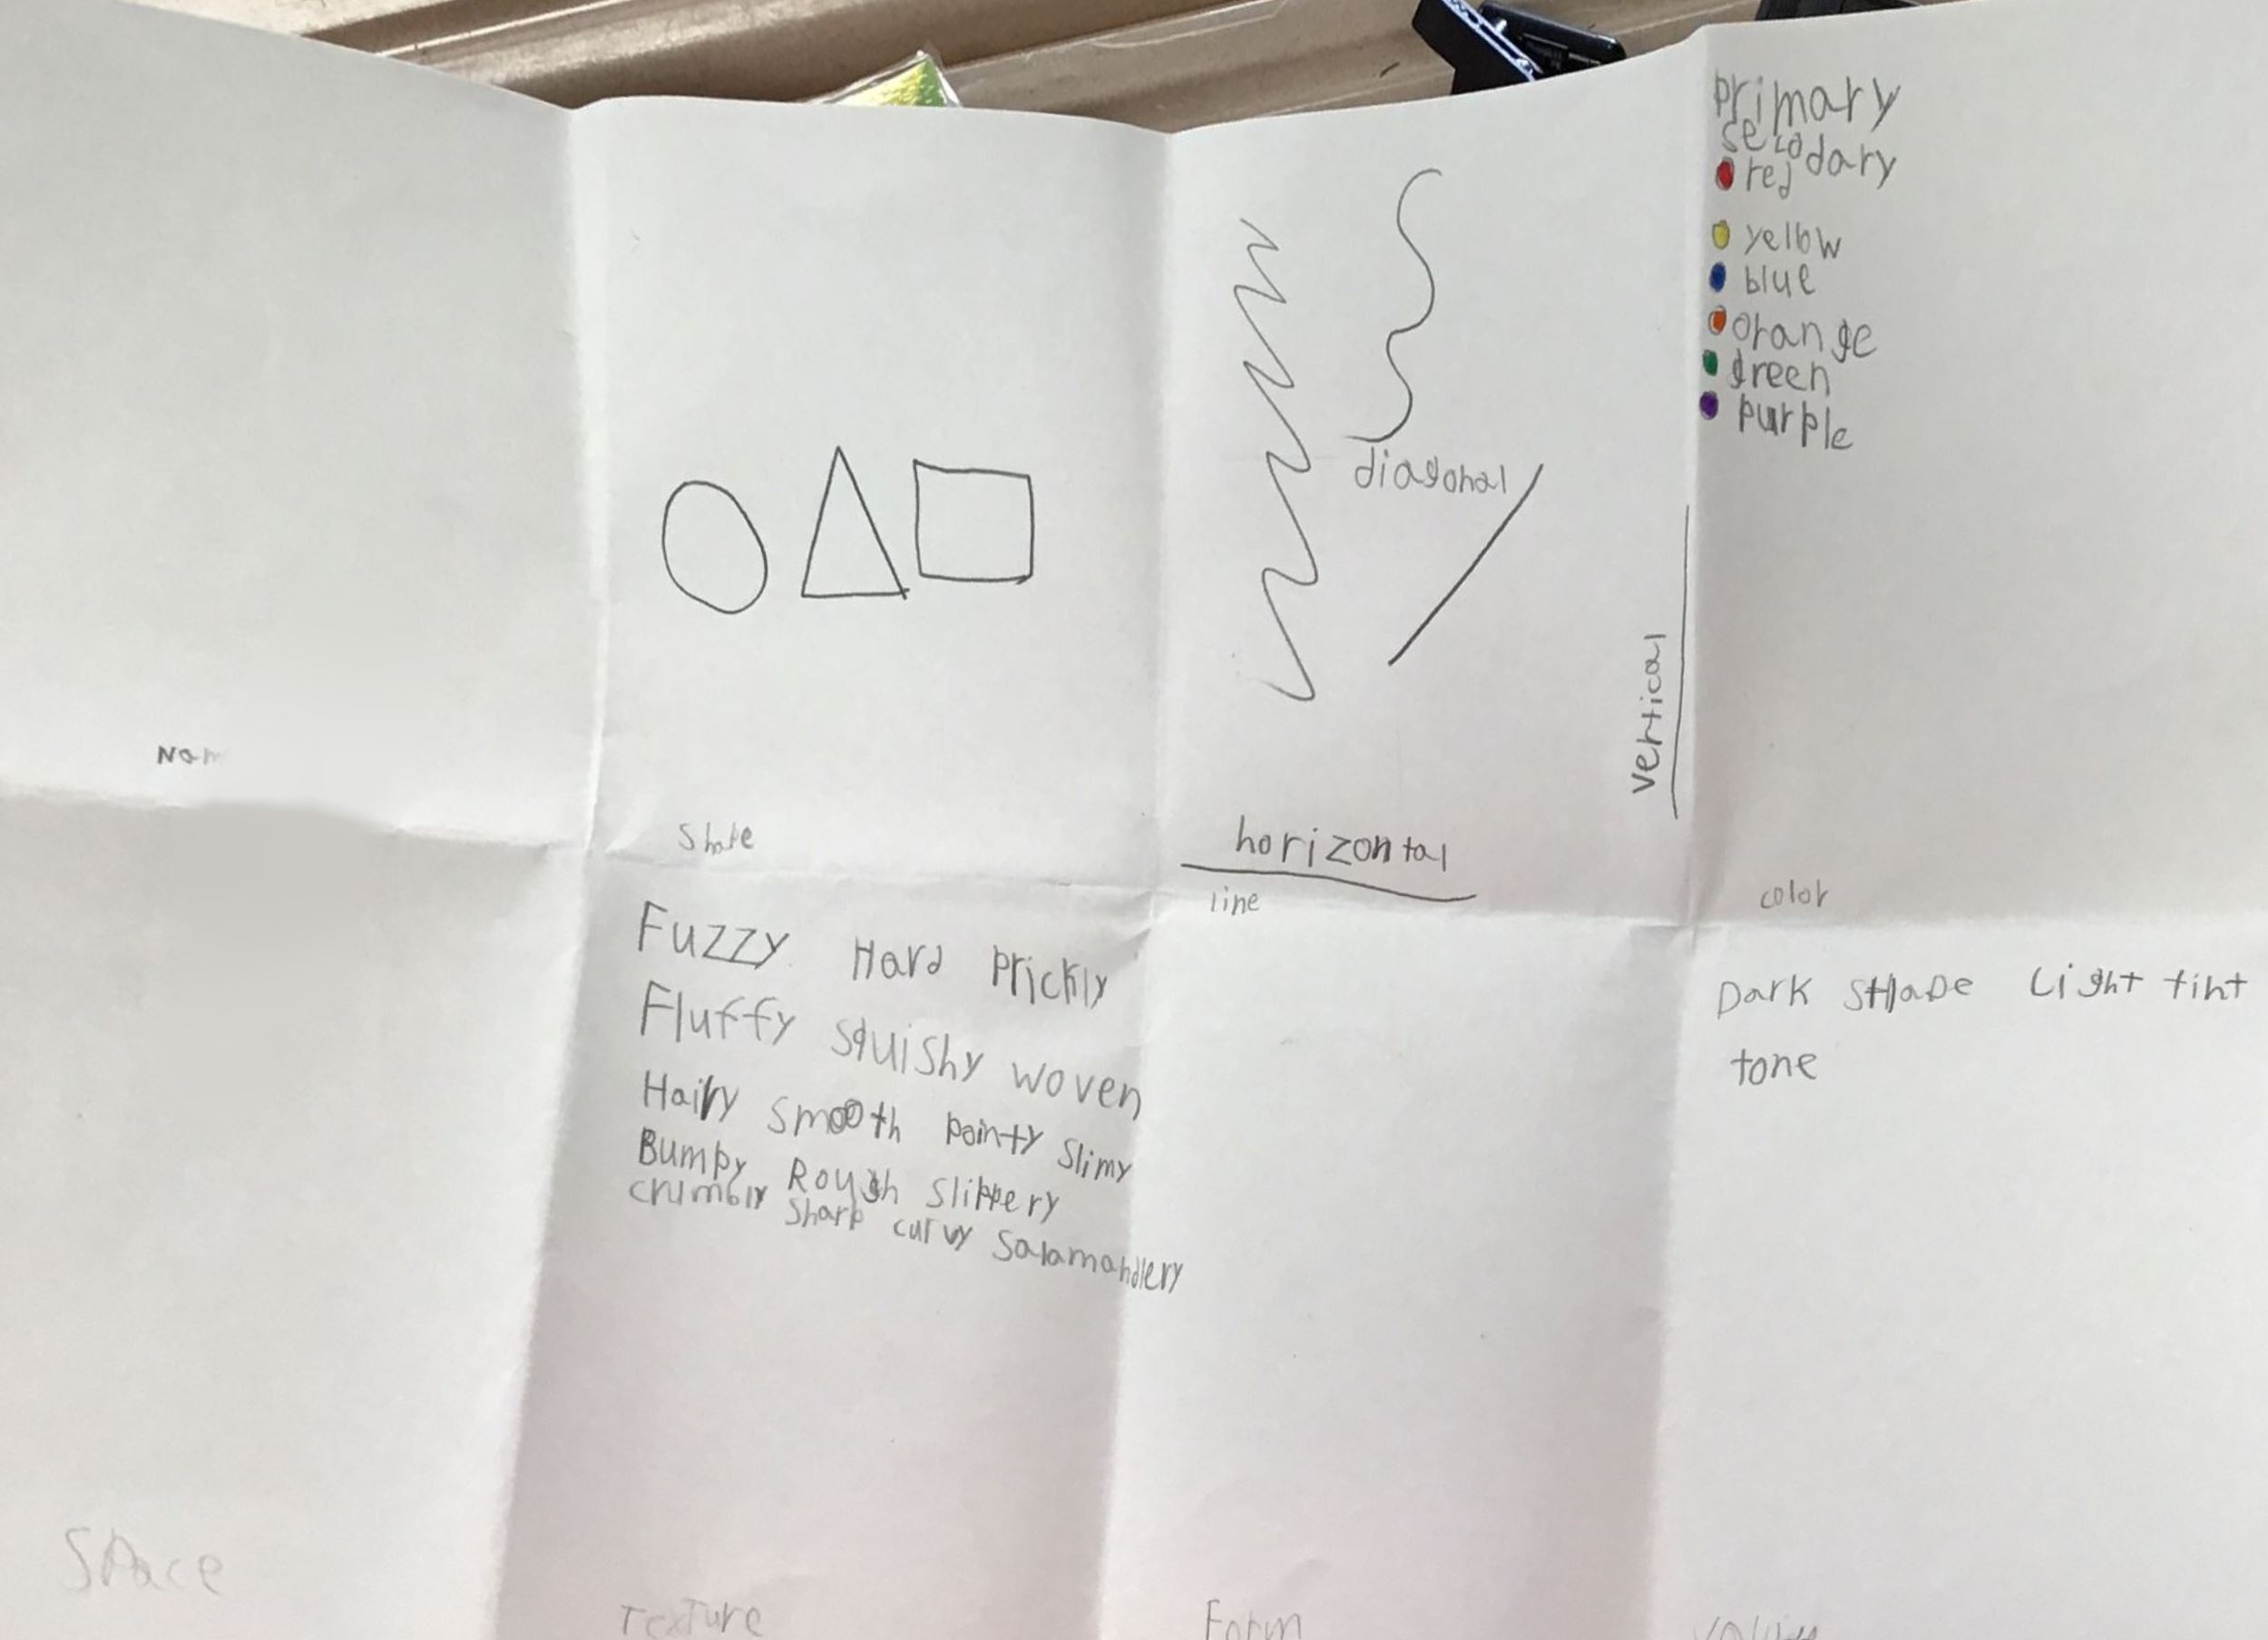 Nam
Shape
diagonal
vertical
horizontal
line
primary
secodary
red
yellow
blue
orange
green
purple
color
Space
Fuzzy Hard Prickly
Fluffy squishy woven
Hairy smooth pointy slimy
Bumpy Rough slippery
crumbly sharp curvy salamandery
Texture
Form
Dark SHADe Light tint
tone